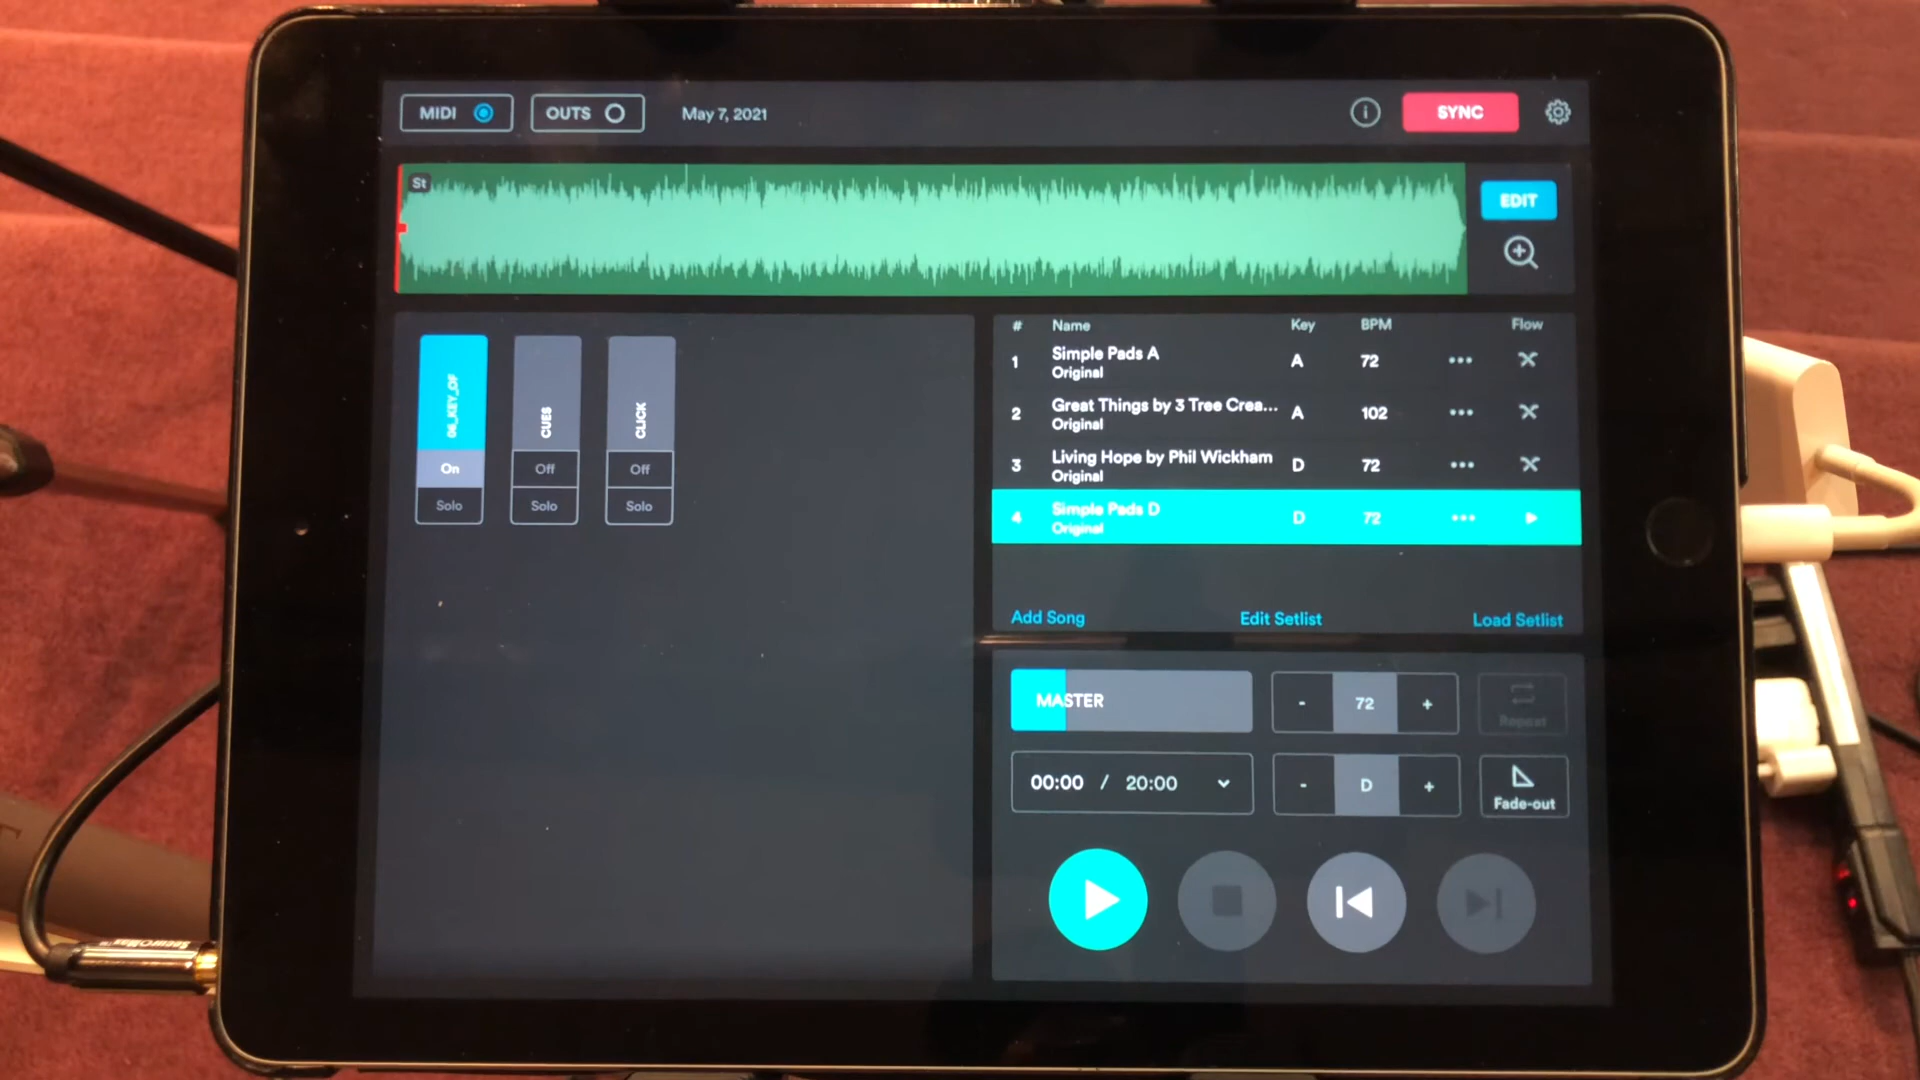 MIDI OUTS May 7, 2021 SYNC
St
EDIT
# Name Key BPM Flow
1 Simple Pads A A 72 •••
Original
2 Great Things by 3 Tree Crea... A 102 •••
Original
3 Living Hope by Phil Wickham D 72 •••
Original
4 Simple Pads D D 72 •••
Original
Add Song Edit Setlist Load Setlist
06_KEY_OF CUES CLICK
On Off Off
Solo Solo Solo
MASTER - 72 + Repeat
00:00 / 20:00 - D + Fade-out